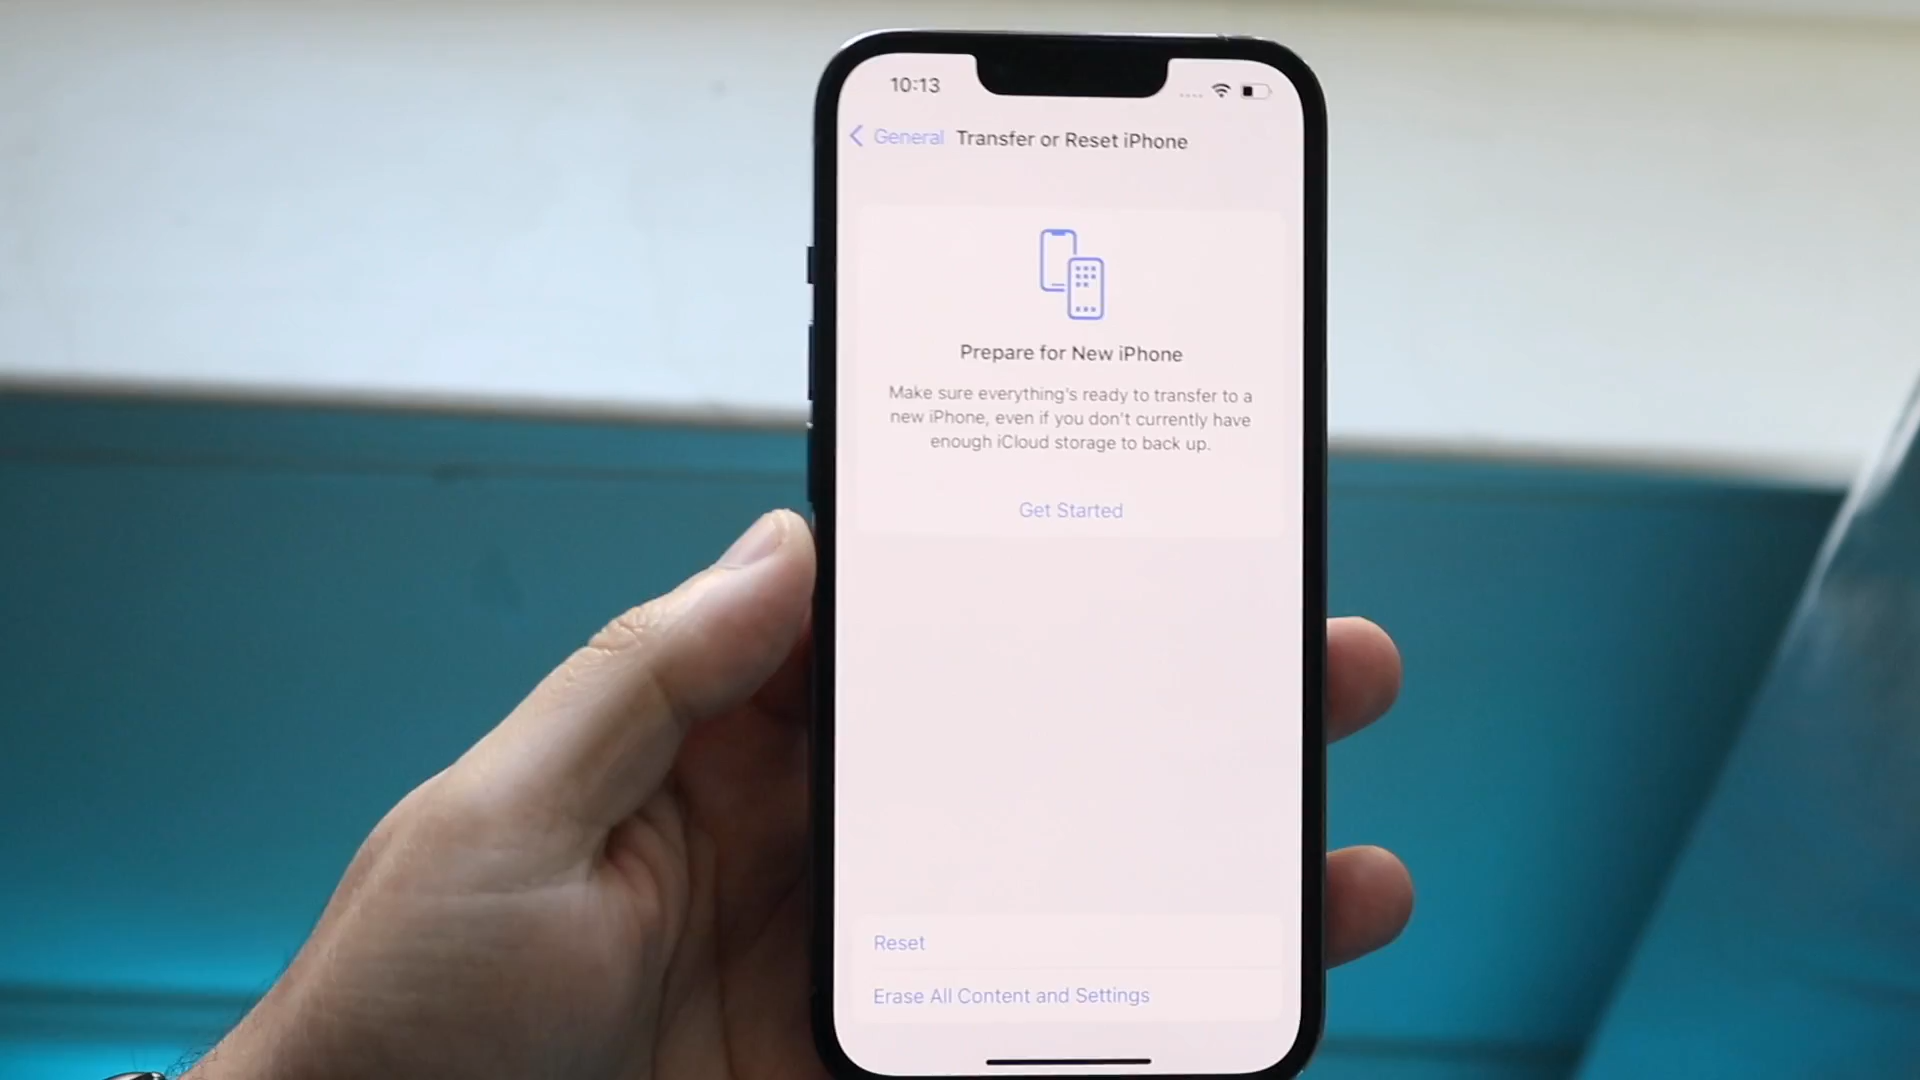 10:13
General Transfer or Reset iPhone
Prepare for New iPhone
Make sure everything's ready to transfer to a
new iPhone, even if you don't currently have
enough iCloud storage to back up.
Get Started
Reset
Erase All Content and Settings